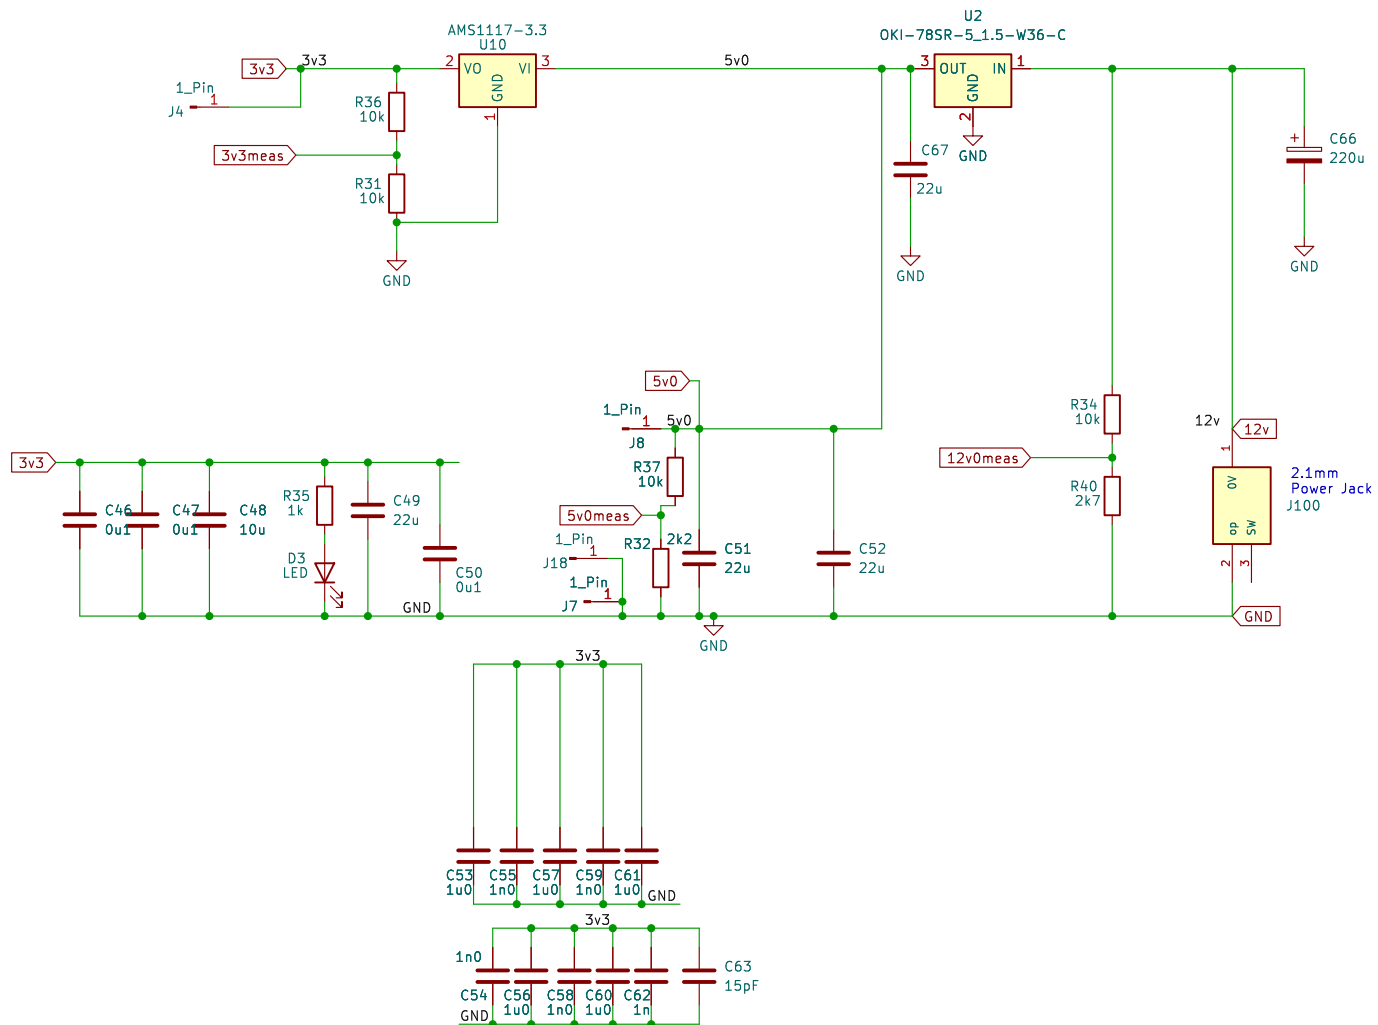 AMS1117-3.3
U10
U2
OKI-78SR-5_1.5-W36-C
3v3
3v3
2
VO
VI
3
GND
1
5v0
3
OUT
IN
1
GND
2
GND
1_Pin
1
J4
R36
10k
3v3meas
R31
10k
GND
C67
22u
GND
+
C66
220u
GND
5v0
1_Pin
1
5v0
J8
R37
10k
5v0meas
R32
2k2
1_Pin
1
J18
1_Pin
1
J7
C51
22u
C52
22u
GND
R34
10k
12v0meas
R40
2k7
12v
12v
1
0V
op
SW
2
3
2.1mm
Power Jack
J100
GND
3v3
C46
0u1
C47
0u1
C48
10u
R35
1k
D3
LED
C49
22u
C50
0u1
GND
3v3
C53
1u0
C55
1n0
C57
1u0
C59
1n0
C61
1u0
GND
3v3
1n0
C54
C56
1u0
C58
1n0
C60
1u0
C62
1n
C63
15pF
GND